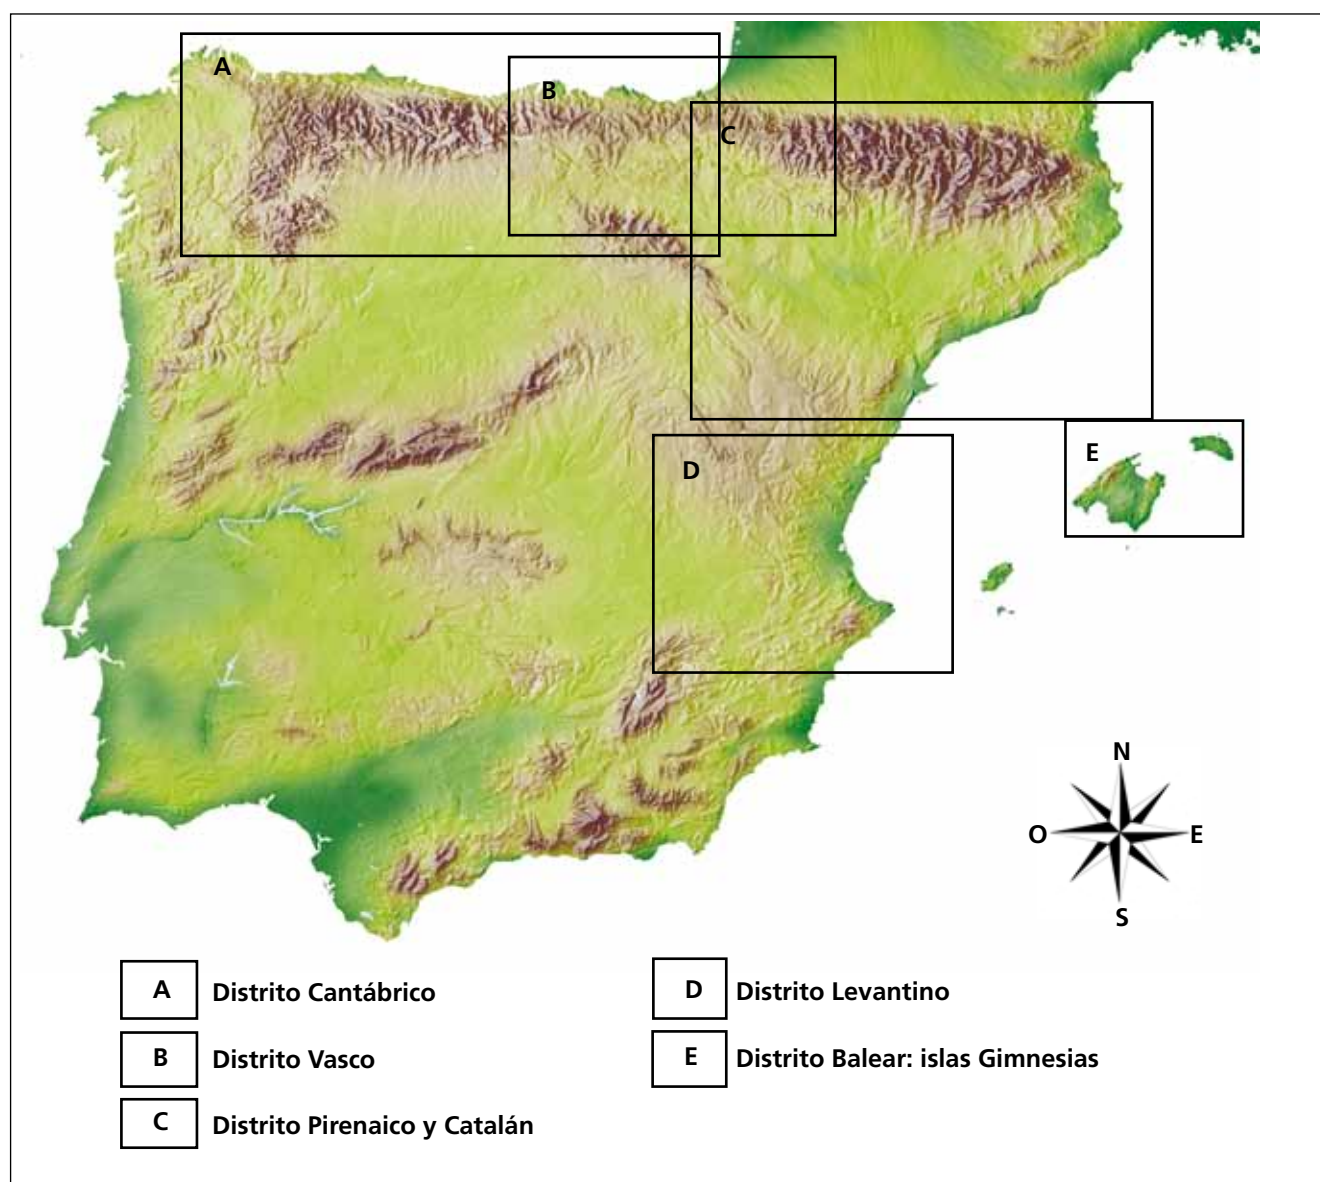 A
B
C
D
E
N
O E
S
A Distrito Cantábrico
B Distrito Vasco
C Distrito Pirenaico y Catalán
D Distrito Levantino
E Distrito Balear: islas Gimnesias